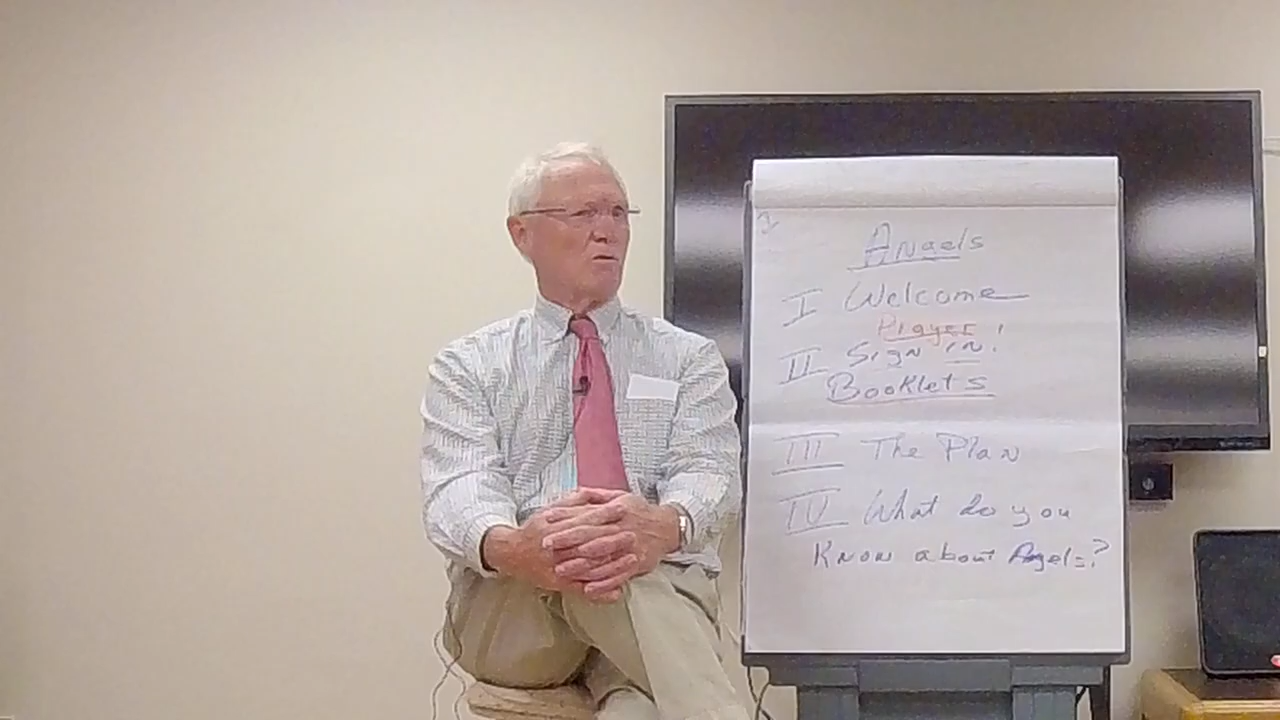 Angels
I Welcome
Prayer!
II Sign in!
Booklets
III The Plan
IV What do you
Know about Angels?